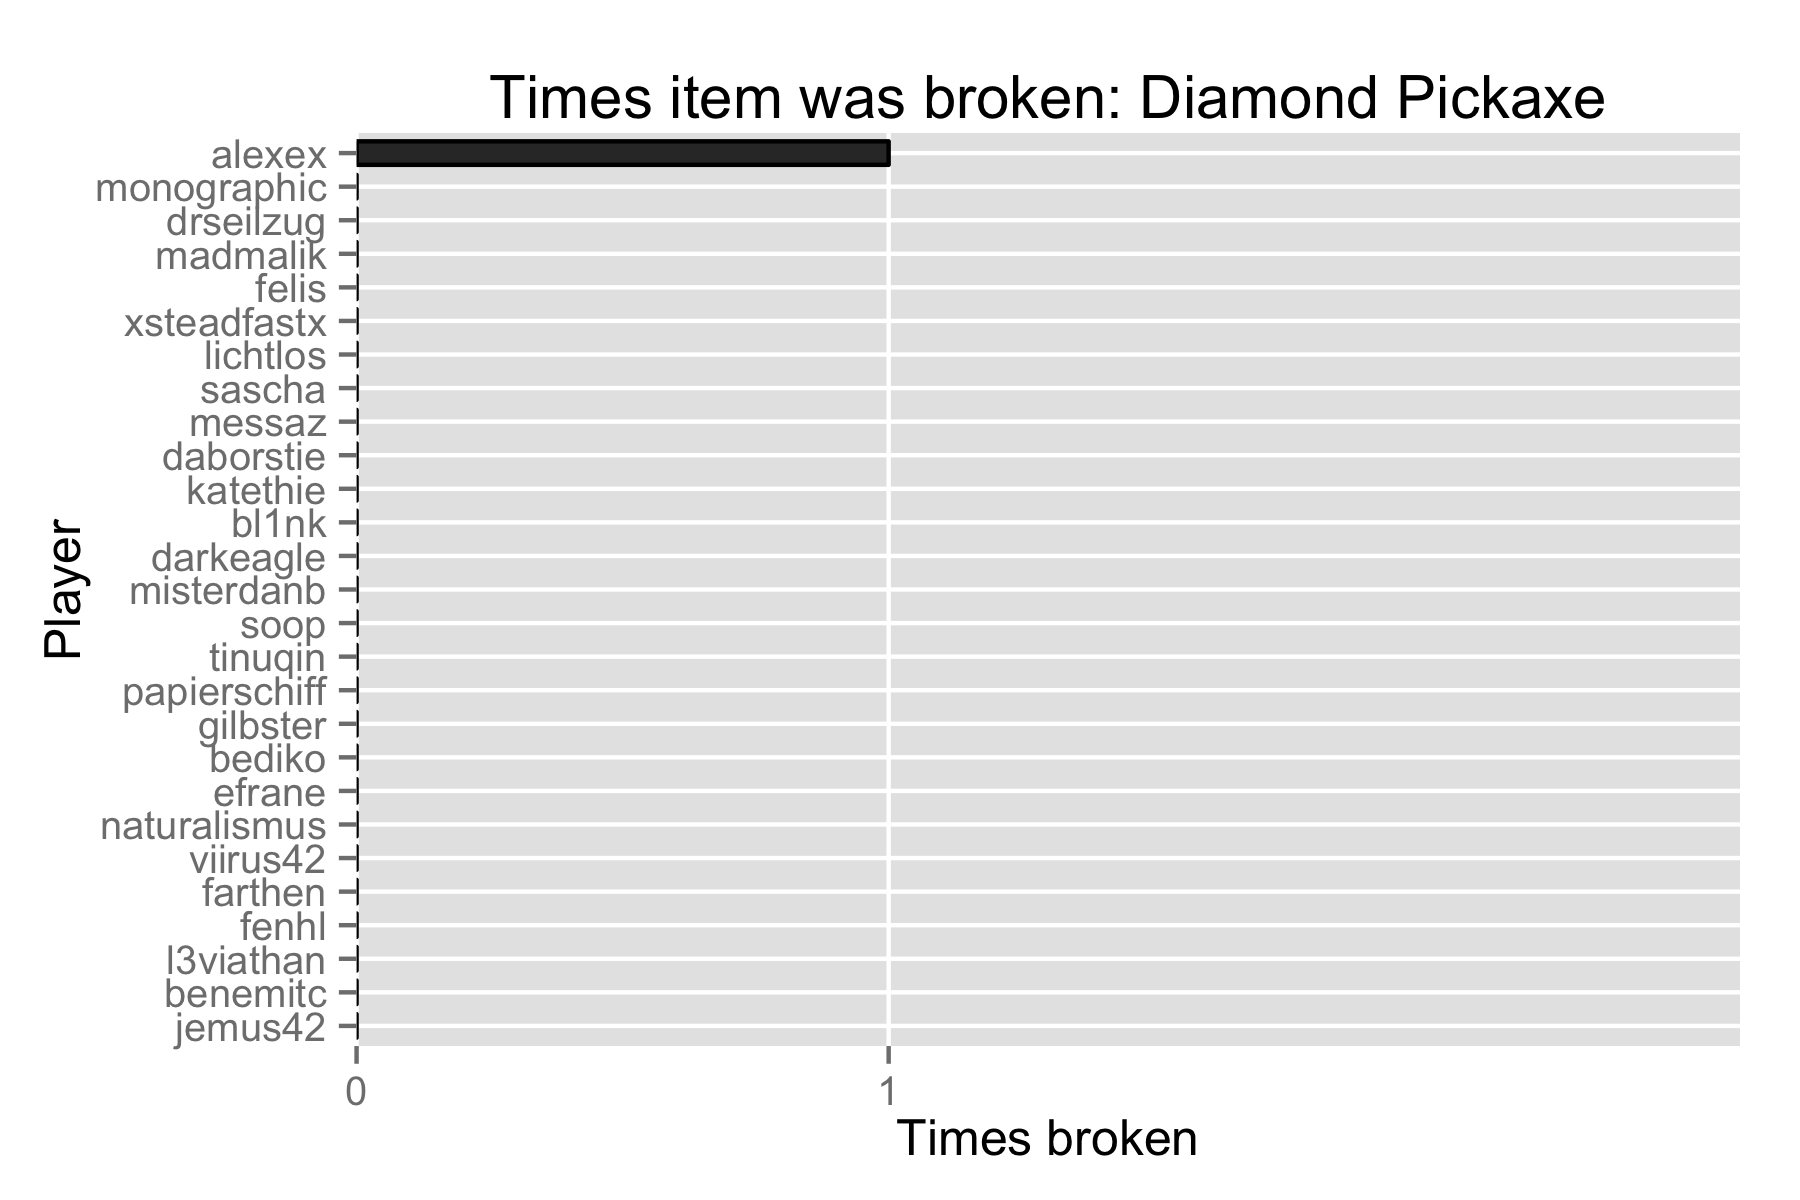 Times item was broken: Diamond Pickaxe
alexex
monographic
drseilzug
madmalik
felis
xsteadfastx
lichtlos
sascha
messaz
daborstie
katethie
bl1nk
darkeagle
misterdanb
soop
tinuqin
papierschiff
gilbster
bediko
efrane
naturalismus
viirus42
farthen
fenhl
l3viathan
benemitc
jemus42
Player
0 1
Times broken